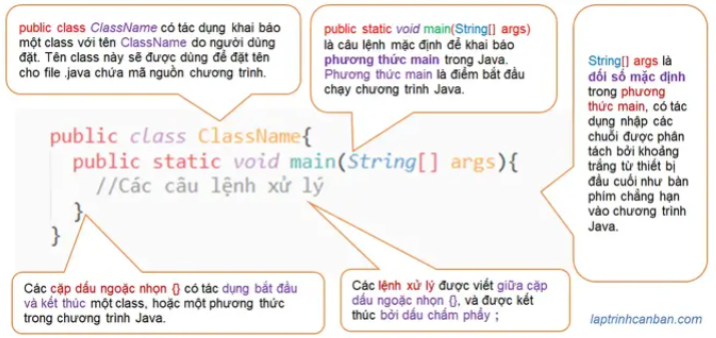 public class ClassName có tác dụng khai báo
một class với tên ClassName do người dùng
đặt. Tên class này sẽ được dùng để đặt tên
cho file .java chứa mã nguồn chương trình.
public static void main(String[] args)
là câu lệnh mặc định để khai báo
phương thức main trong Java.
Phương thức main là điểm bắt đầu
chạy chương trình Java.
String[] args là
đối số mặc định
trong phương
thức main, có tác
dụng nhập các
chuỗi được phân
tách bởi khoảng
trắng từ thiết bị
đầu cuối như bàn
phím chẳng hạn
vào chương trình
Java.
public class ClassName{
public static void main(String[] args){
//Các câu lệnh xử lý
}
}
Các cặp dấu ngoặc nhọn {} có tác dụng bắt đầu
và kết thúc một class, hoặc một phương thức
trong chương trình Java.
Các lệnh xử lý được viết giữa cặp
dấu ngoặc nhọn {}, và được kết
thúc bởi dấu chấm phẩy ;
laptrinhcanban.com